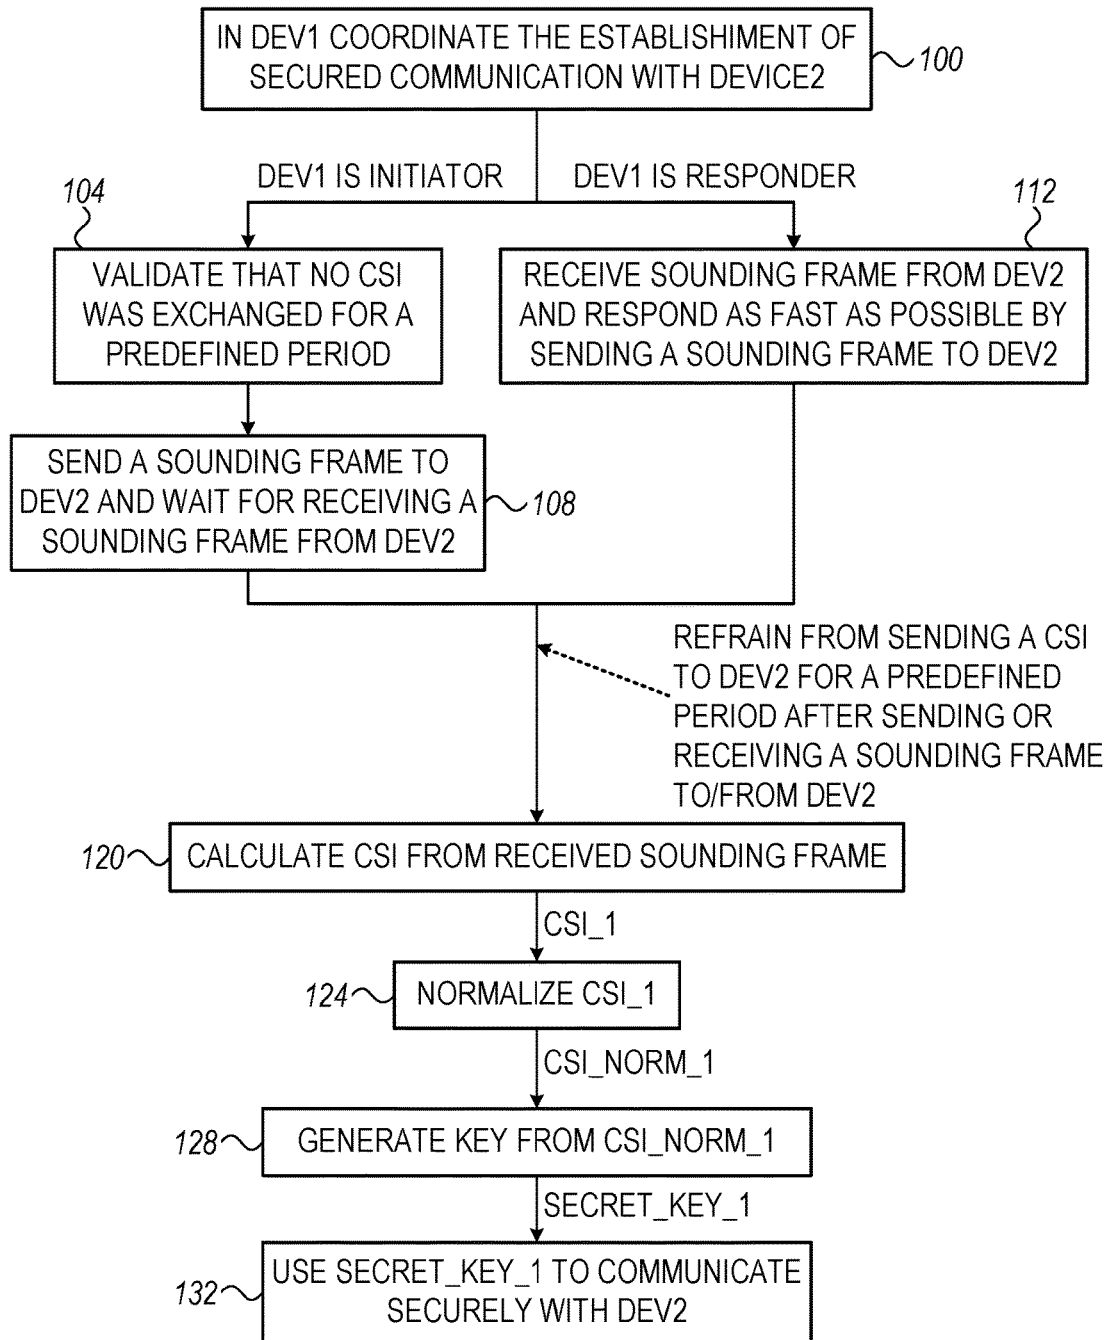 IN DEV1 COORDINATE THE ESTABLISHIMENT OF
SECURED COMMUNICATION WITH DEVICE2
100
DEV1 IS INITIATOR
DEV1 IS RESPONDER
104
112
VALIDATE THAT NO CSI
WAS EXCHANGED FOR A
PREDEFINED PERIOD
RECEIVE SOUNDING FRAME FROM DEV2
AND RESPOND AS FAST AS POSSIBLE BY
SENDING A SOUNDING FRAME TO DEV2
SEND A SOUNDING FRAME TO
DEV2 AND WAIT FOR RECEIVING A
SOUNDING FRAME FROM DEV2
108
REFRAIN FROM SENDING A CSI
TO DEV2 FOR A PREDEFINED
PERIOD AFTER SENDING OR
RECEIVING A SOUNDING FRAME
TO/FROM DEV2
120
CALCULATE CSI FROM RECEIVED SOUNDING FRAME
CSI_1
124
NORMALIZE CSI_1
CSI_NORM_1
128
GENERATE KEY FROM CSI_NORM_1
SECRET_KEY_1
132
USE SECRET_KEY_1 TO COMMUNICATE
SECURELY WITH DEV2